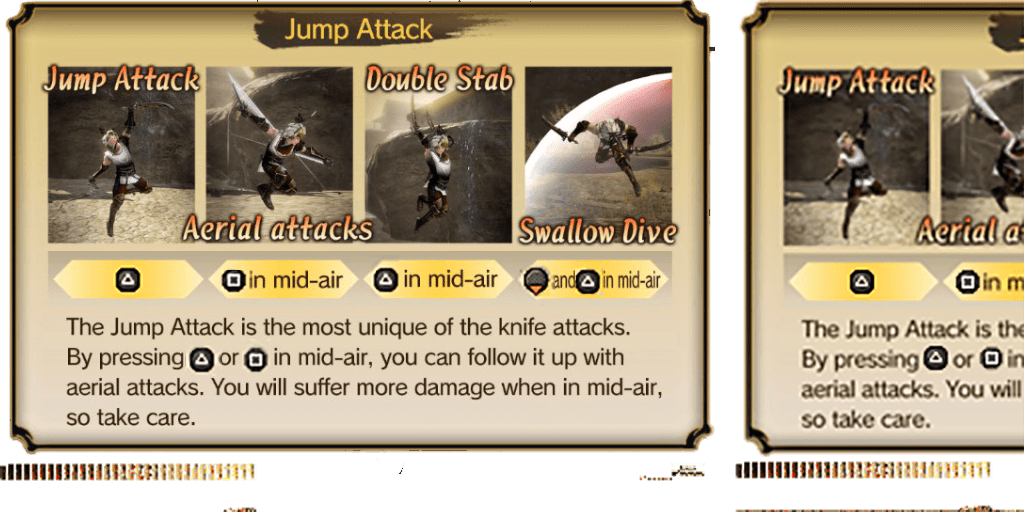 Jump Attack
Jump Attack
Double Stab
Aerial attacks
Swallow Dive
in mid-air
in mid-air
and
in mid-air
The Jump Attack is the most unique of the knife attacks.
By pressing
or
in mid-air, you can follow it up with
aerial attacks. You will suffer more damage when in mid-air,
so take care.
Jump Attack
Aerial a
in m
The Jump Attack is the
By pressing
or
in
aerial attacks. You will
so take care.